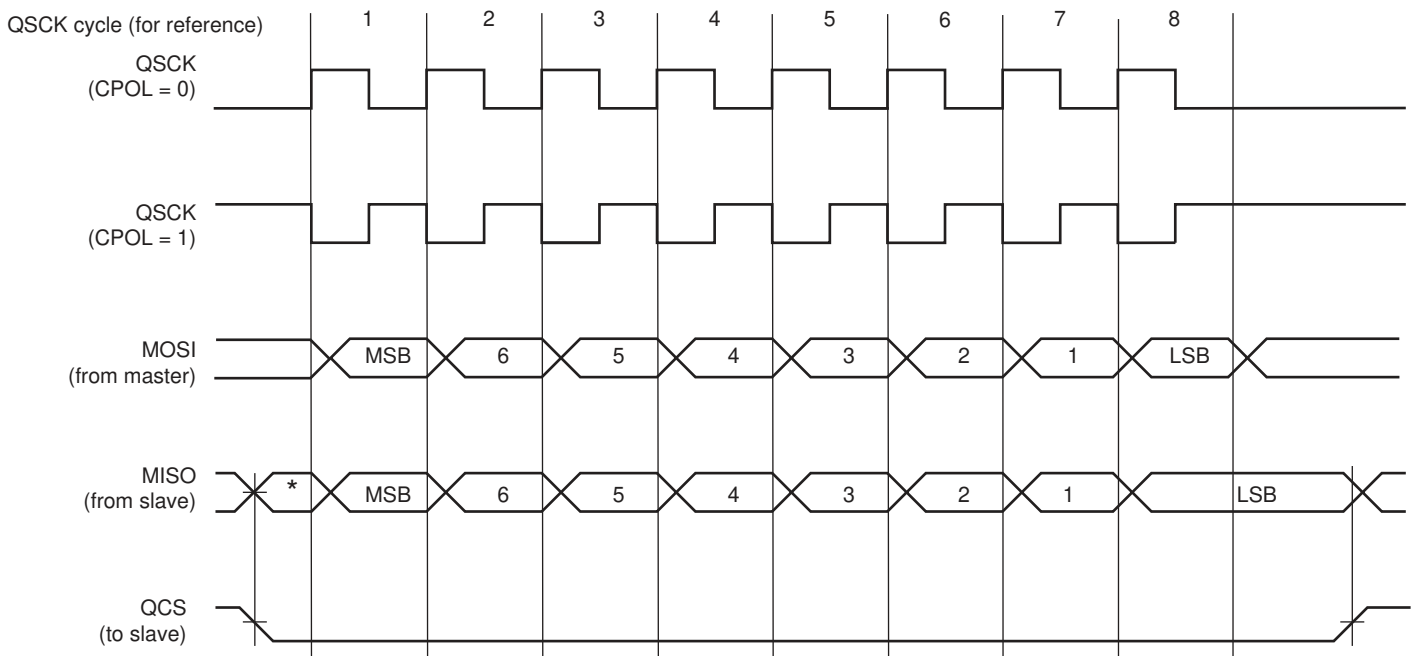 QSCK cycle (for reference) 1 2 3 4 5 6 7 8
QSCK
(CPOL = 0)
QSCK
(CPOL = 1)
MOSI
(from master)
MSB 6 5 4 3 2 1 LSB
MISO
(from slave)
* MSB 6 5 4 3 2 1 LSB
QCS
(to slave)